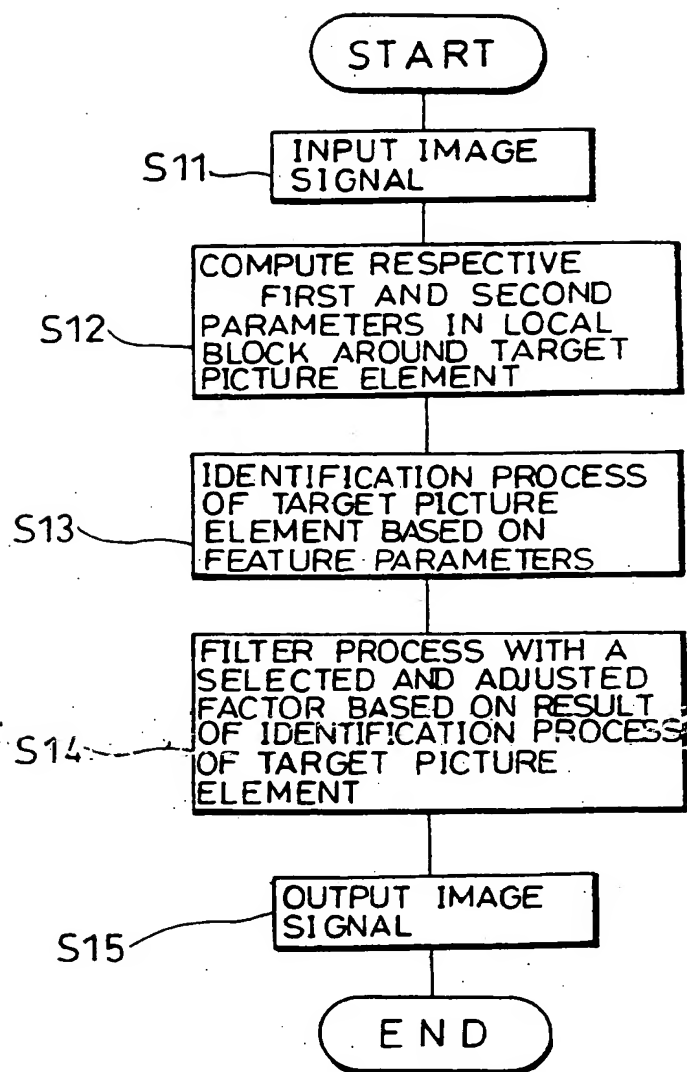 START
S11
INPUT IMAGE
SIGNAL
S12
COMPUTE RESPECTIVE
FIRST AND SECOND
PARAMETERS IN LOCAL
BLOCK AROUND TARGET
PICTURE ELEMENT
S13
IDENTIFICATION PROCESS
OF TARGET PICTURE
ELEMENT BASED ON
FEATURE PARAMETERS
S14
FILTER PROCESS WITH A
SELECTED AND ADJUSTED
FACTOR BASED ON RESULT
OF IDENTIFICATION PROCESS
OF TARGET PICTURE
ELEMENT
S15
OUTPUT IMAGE
SIGNAL
END